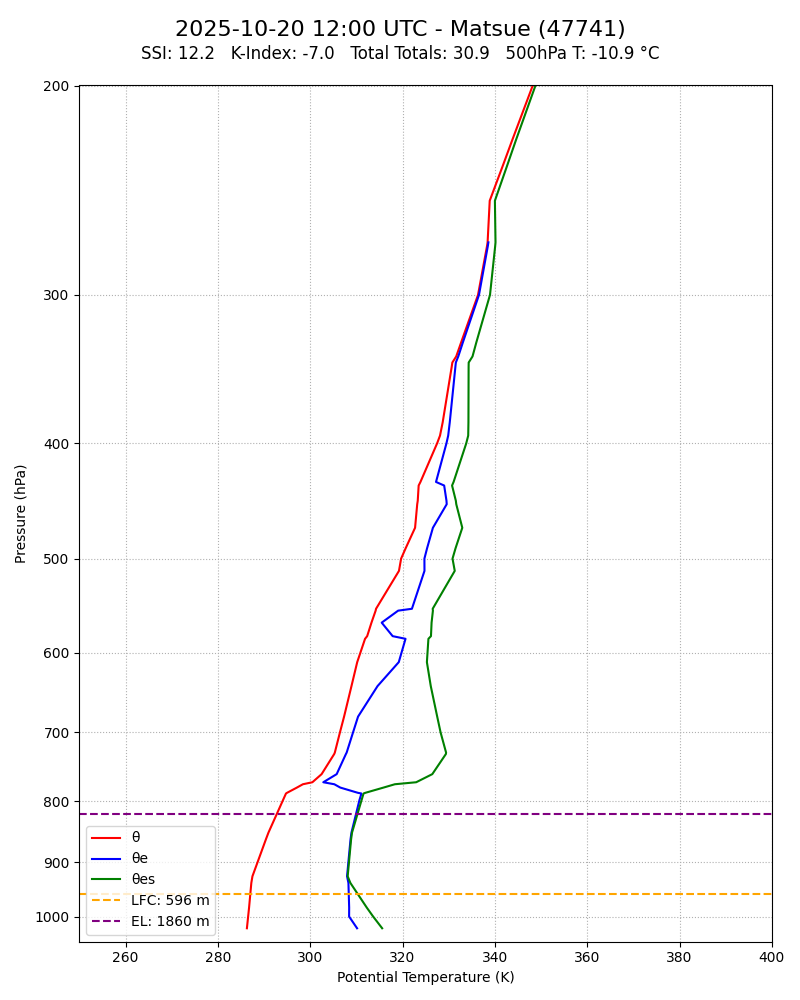 2025-10-20 12:00 UTC - Matsue (47741)
SSI: 12.2   K-Index: -7.0   Total Totals: 30.9   500hPa T: -10.9 °C
200
300
400
500
600
700
800
900
1000
Pressure (hPa)
θ
θe
θes
LFC: 596 m
EL: 1860 m
260 280 300 320 340 360 380 400
Potential Temperature (K)